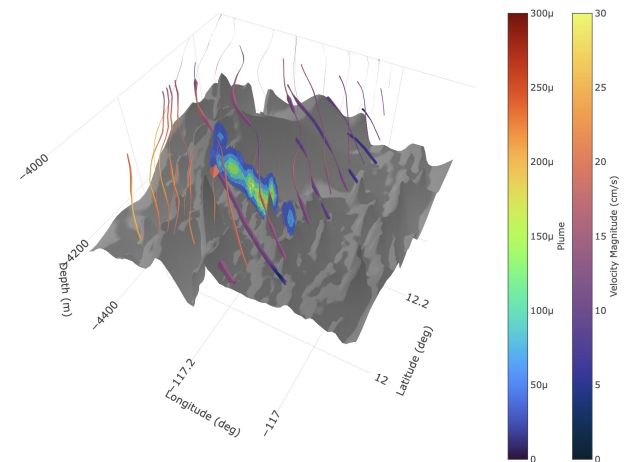 300μ
250μ
200μ
150μ
100μ
50μ
0
Plume
30
25
20
15
10
5
0
Velocity Magnitude (cm/s)
−4000
−4200
−4400
Depth (m)
−117.2
−117
Longitude (deg)
12.2
12
Latitude (deg)